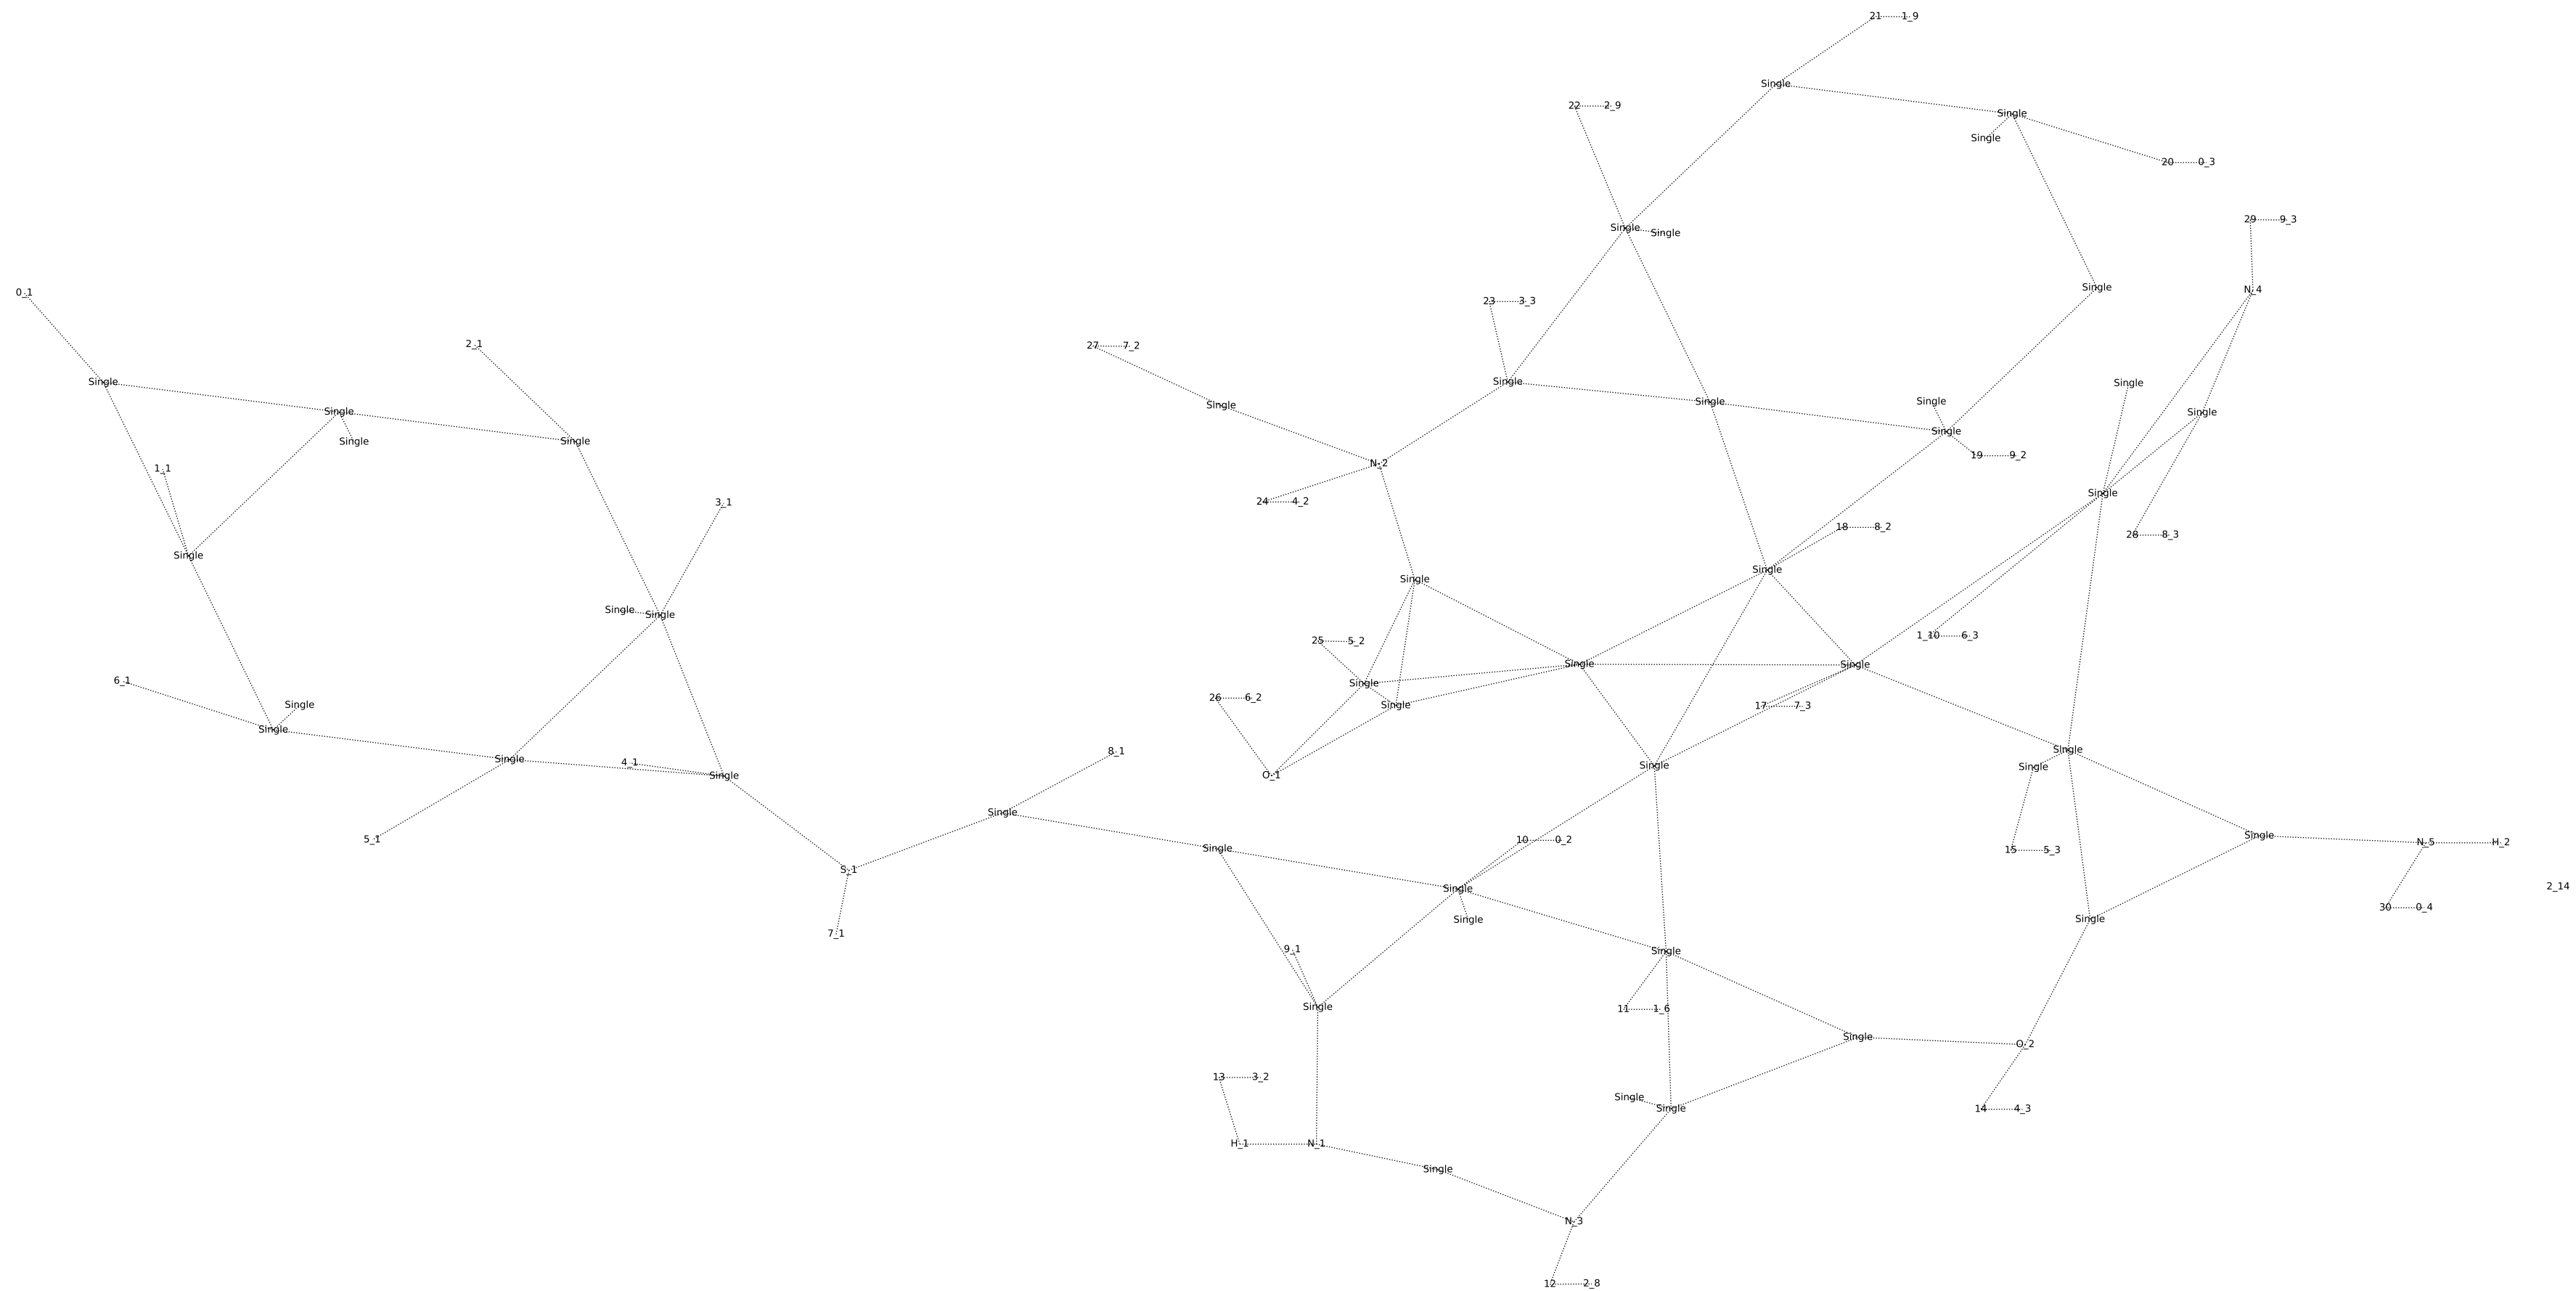 21 1_9
Single
22 2_9
Single
Single
20 0_3
29 9_3
Single
Single
Single
N_4
0_1
23 3_3
2_1
27 7_2
Single
Single
Single
Single
Single
Single
Single
Single
Single
Single
Single
Single
1_1
19 9_2
N_2
Single
3_1
24 4_2
18 8_2
28 8_3
Single
Single
Single
Single
Single
1_10 6_3
25 5_2
Single
Single
6_1
Single
26 6_2
Single
Single
17 7_3
Single
8_1
Single
Single
4_1
Single
O_1
Single
Single
Single
5_1
10 0_2
Single
N_5 H_2
Single
15 5_3
S_1
2_14
Single
30 0_4
7_1
Single
Single
9_1
Single
Single
11 1_6
Single
O_2
13 3_2
Single
Single
14 4_3
H_1 N_1
Single
N_3
12 2_8